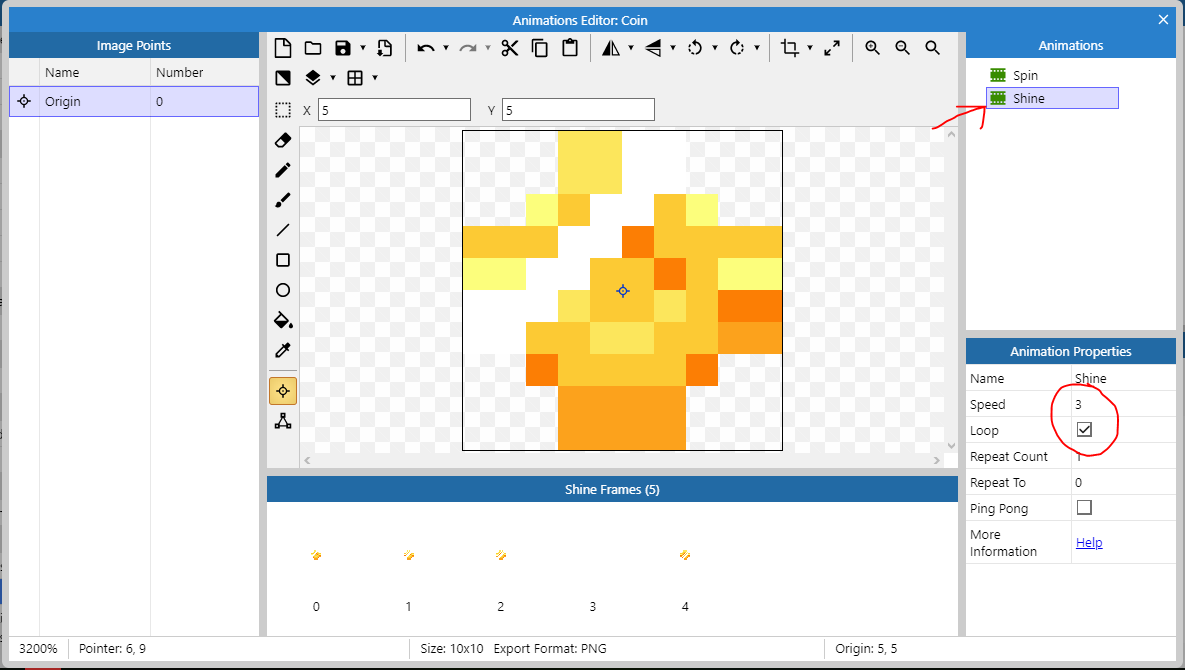 Animations Editor: Coin
Image Points
Name Number
Origin 0
X 5 Y 5
Animations
Spin
Shine
Animation Properties
Name Shine
Speed 3
Loop
Repeat Count 1
Repeat To 0
Ping Pong
More
Information
Help
Shine Frames (5)
0 1 2 3 4
3200% Pointer: 6, 9 Size: 10x10 Export Format: PNG Origin: 5, 5